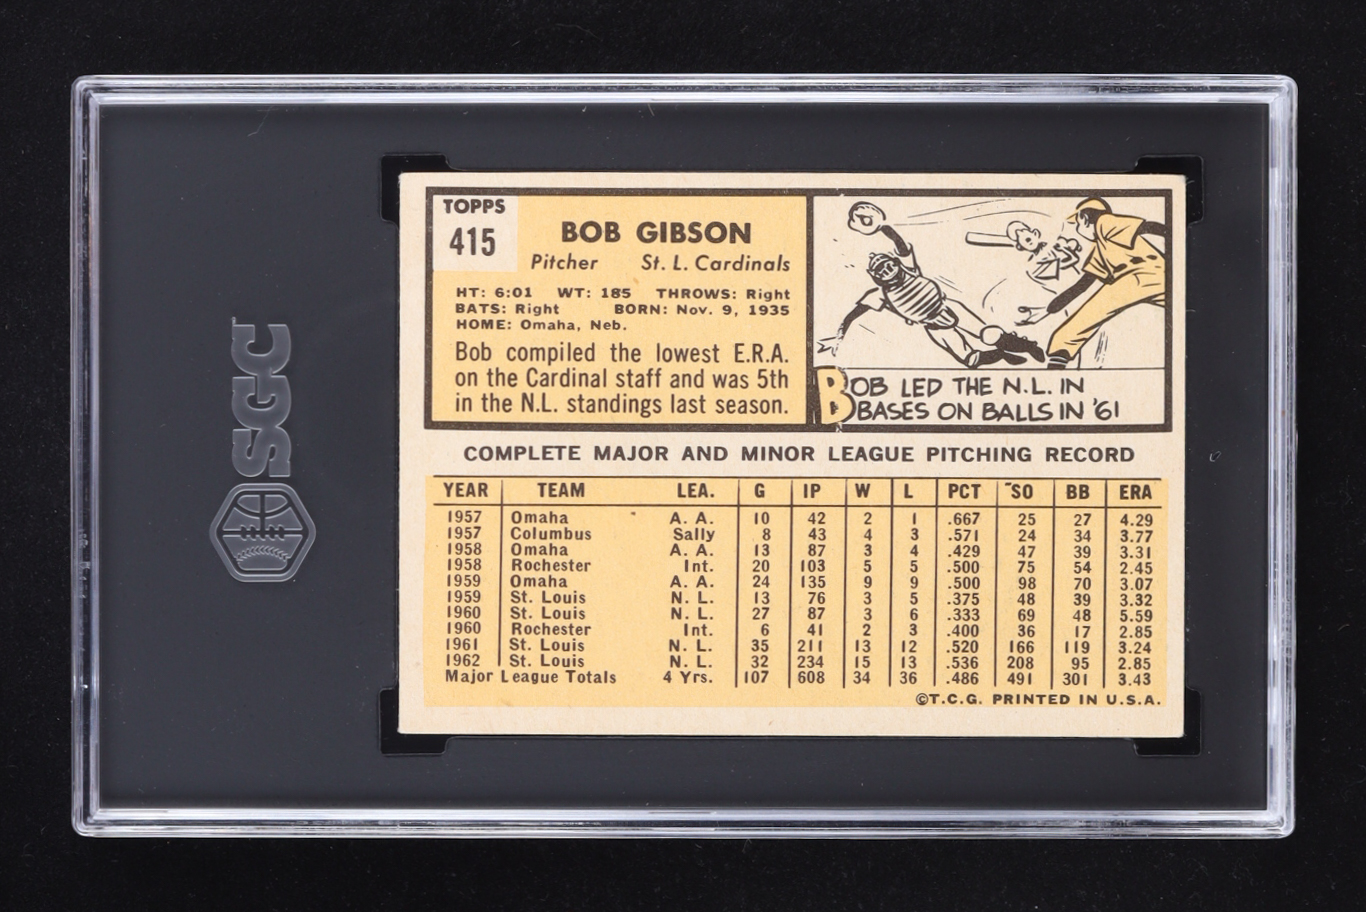 SGC
TOPPS
415
BOB GIBSON
Pitcher St. L. Cardinals
HT: 6:01 WT: 185 THROWS: Right
BATS: Right BORN: Nov. 9, 1935
HOME: Omaha, Neb.
Bob compiled the lowest E.R.A.
on the Cardinal staff and was 5th
in the N.L. standings last season.
BOB LED THE N.L. IN
BASES ON BALLS IN '61
COMPLETE MAJOR AND MINOR LEAGUE PITCHING RECORD
YEAR TEAM LEA. G IP W L PCT SO BB ERA
1957 Omaha A. A. 10 42 2 1 .667 25 27 4.29
1957 Columbus Sally 8 43 4 3 .571 24 34 3.77
1958 Omaha A. A. 13 87 3 4 .429 47 39 3.31
1958 Rochester Int. 20 103 5 5 .500 75 54 2.45
1959 Omaha A. A. 24 135 9 9 .500 98 70 3.07
1959 St. Louis N. L. 13 76 3 5 .375 48 39 3.32
1960 St. Louis N. L. 27 87 3 6 .333 69 48 5.59
1960 Rochester Int. 6 41 2 3 .400 36 17 2.85
1961 St. Louis N. L. 35 211 13 12 .520 166 119 3.24
1962 St. Louis N. L. 32 234 15 13 .536 208 95 2.85
Major League Totals 4 Yrs. 107 608 34 36 .486 491 301 3.43
©T.C.G. PRINTED IN U.S.A.